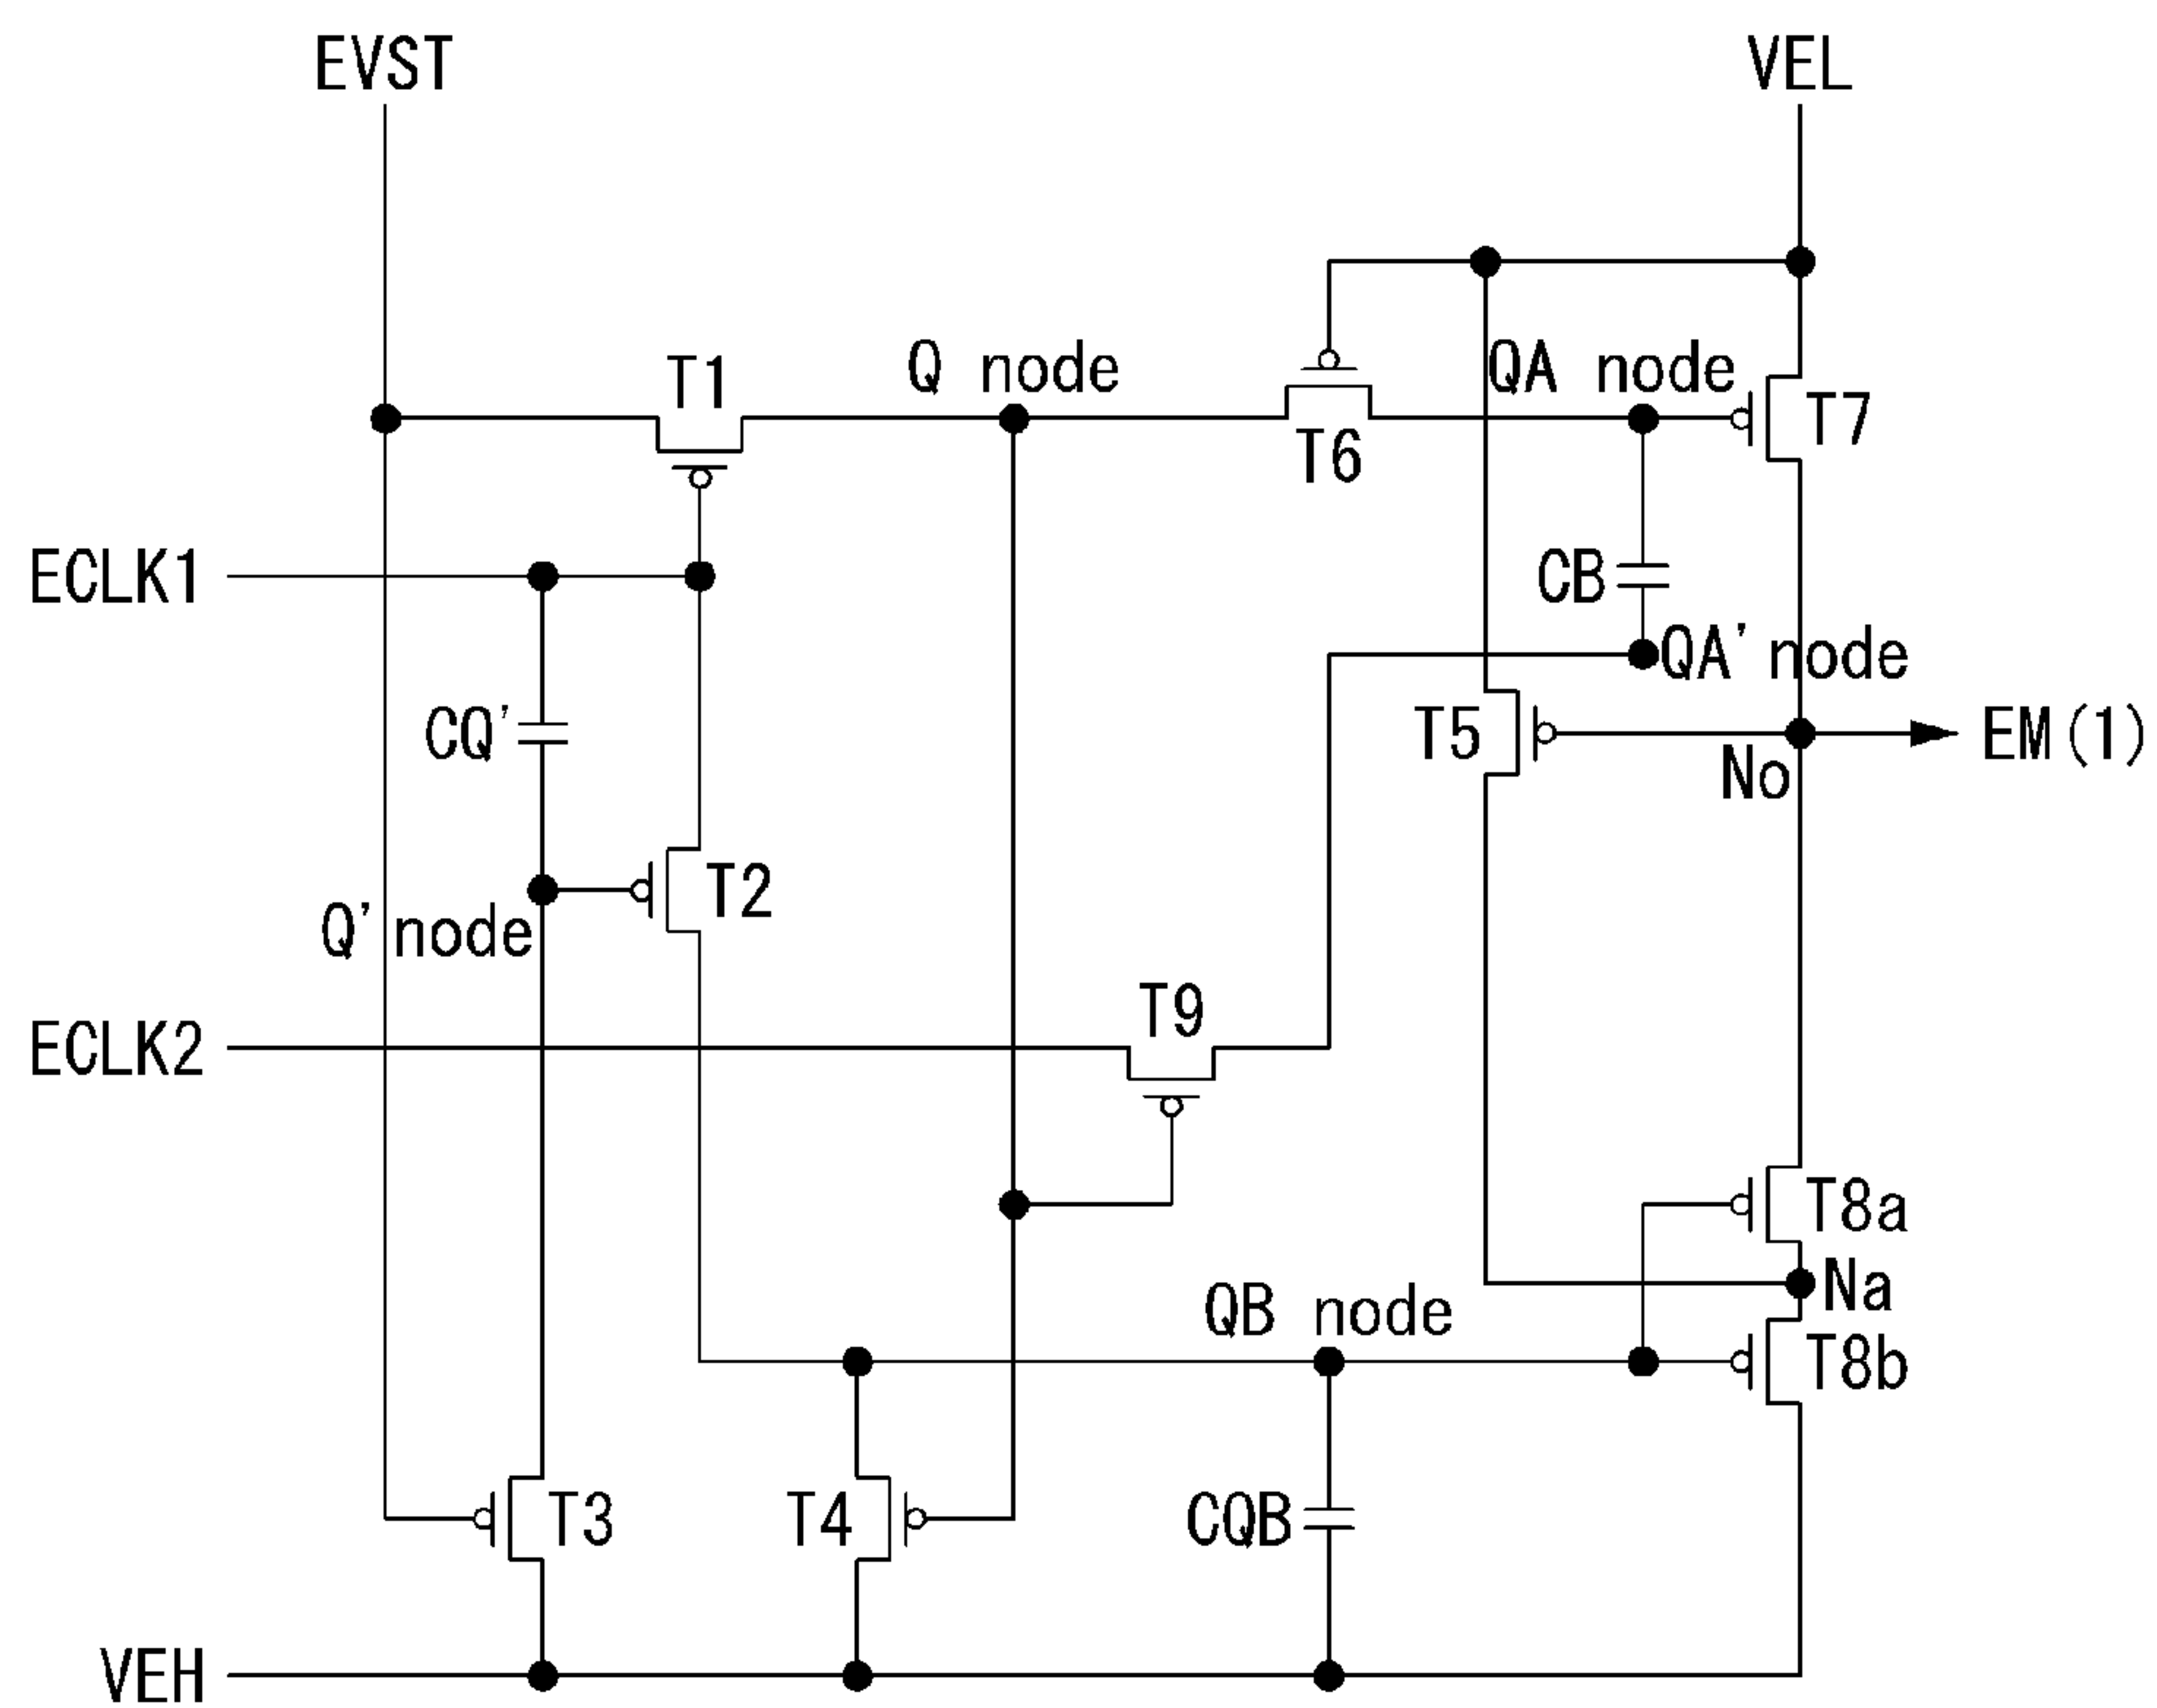 EVST
VEL
T1
Q node
QA node
T7
T6
ECLK1
CB
QA' node
CQ'
T5
EM(1)
No
T2
Q' node
T9
ECLK2
T8a
Na
QB node
T8b
T3
T4
CQB
VEH